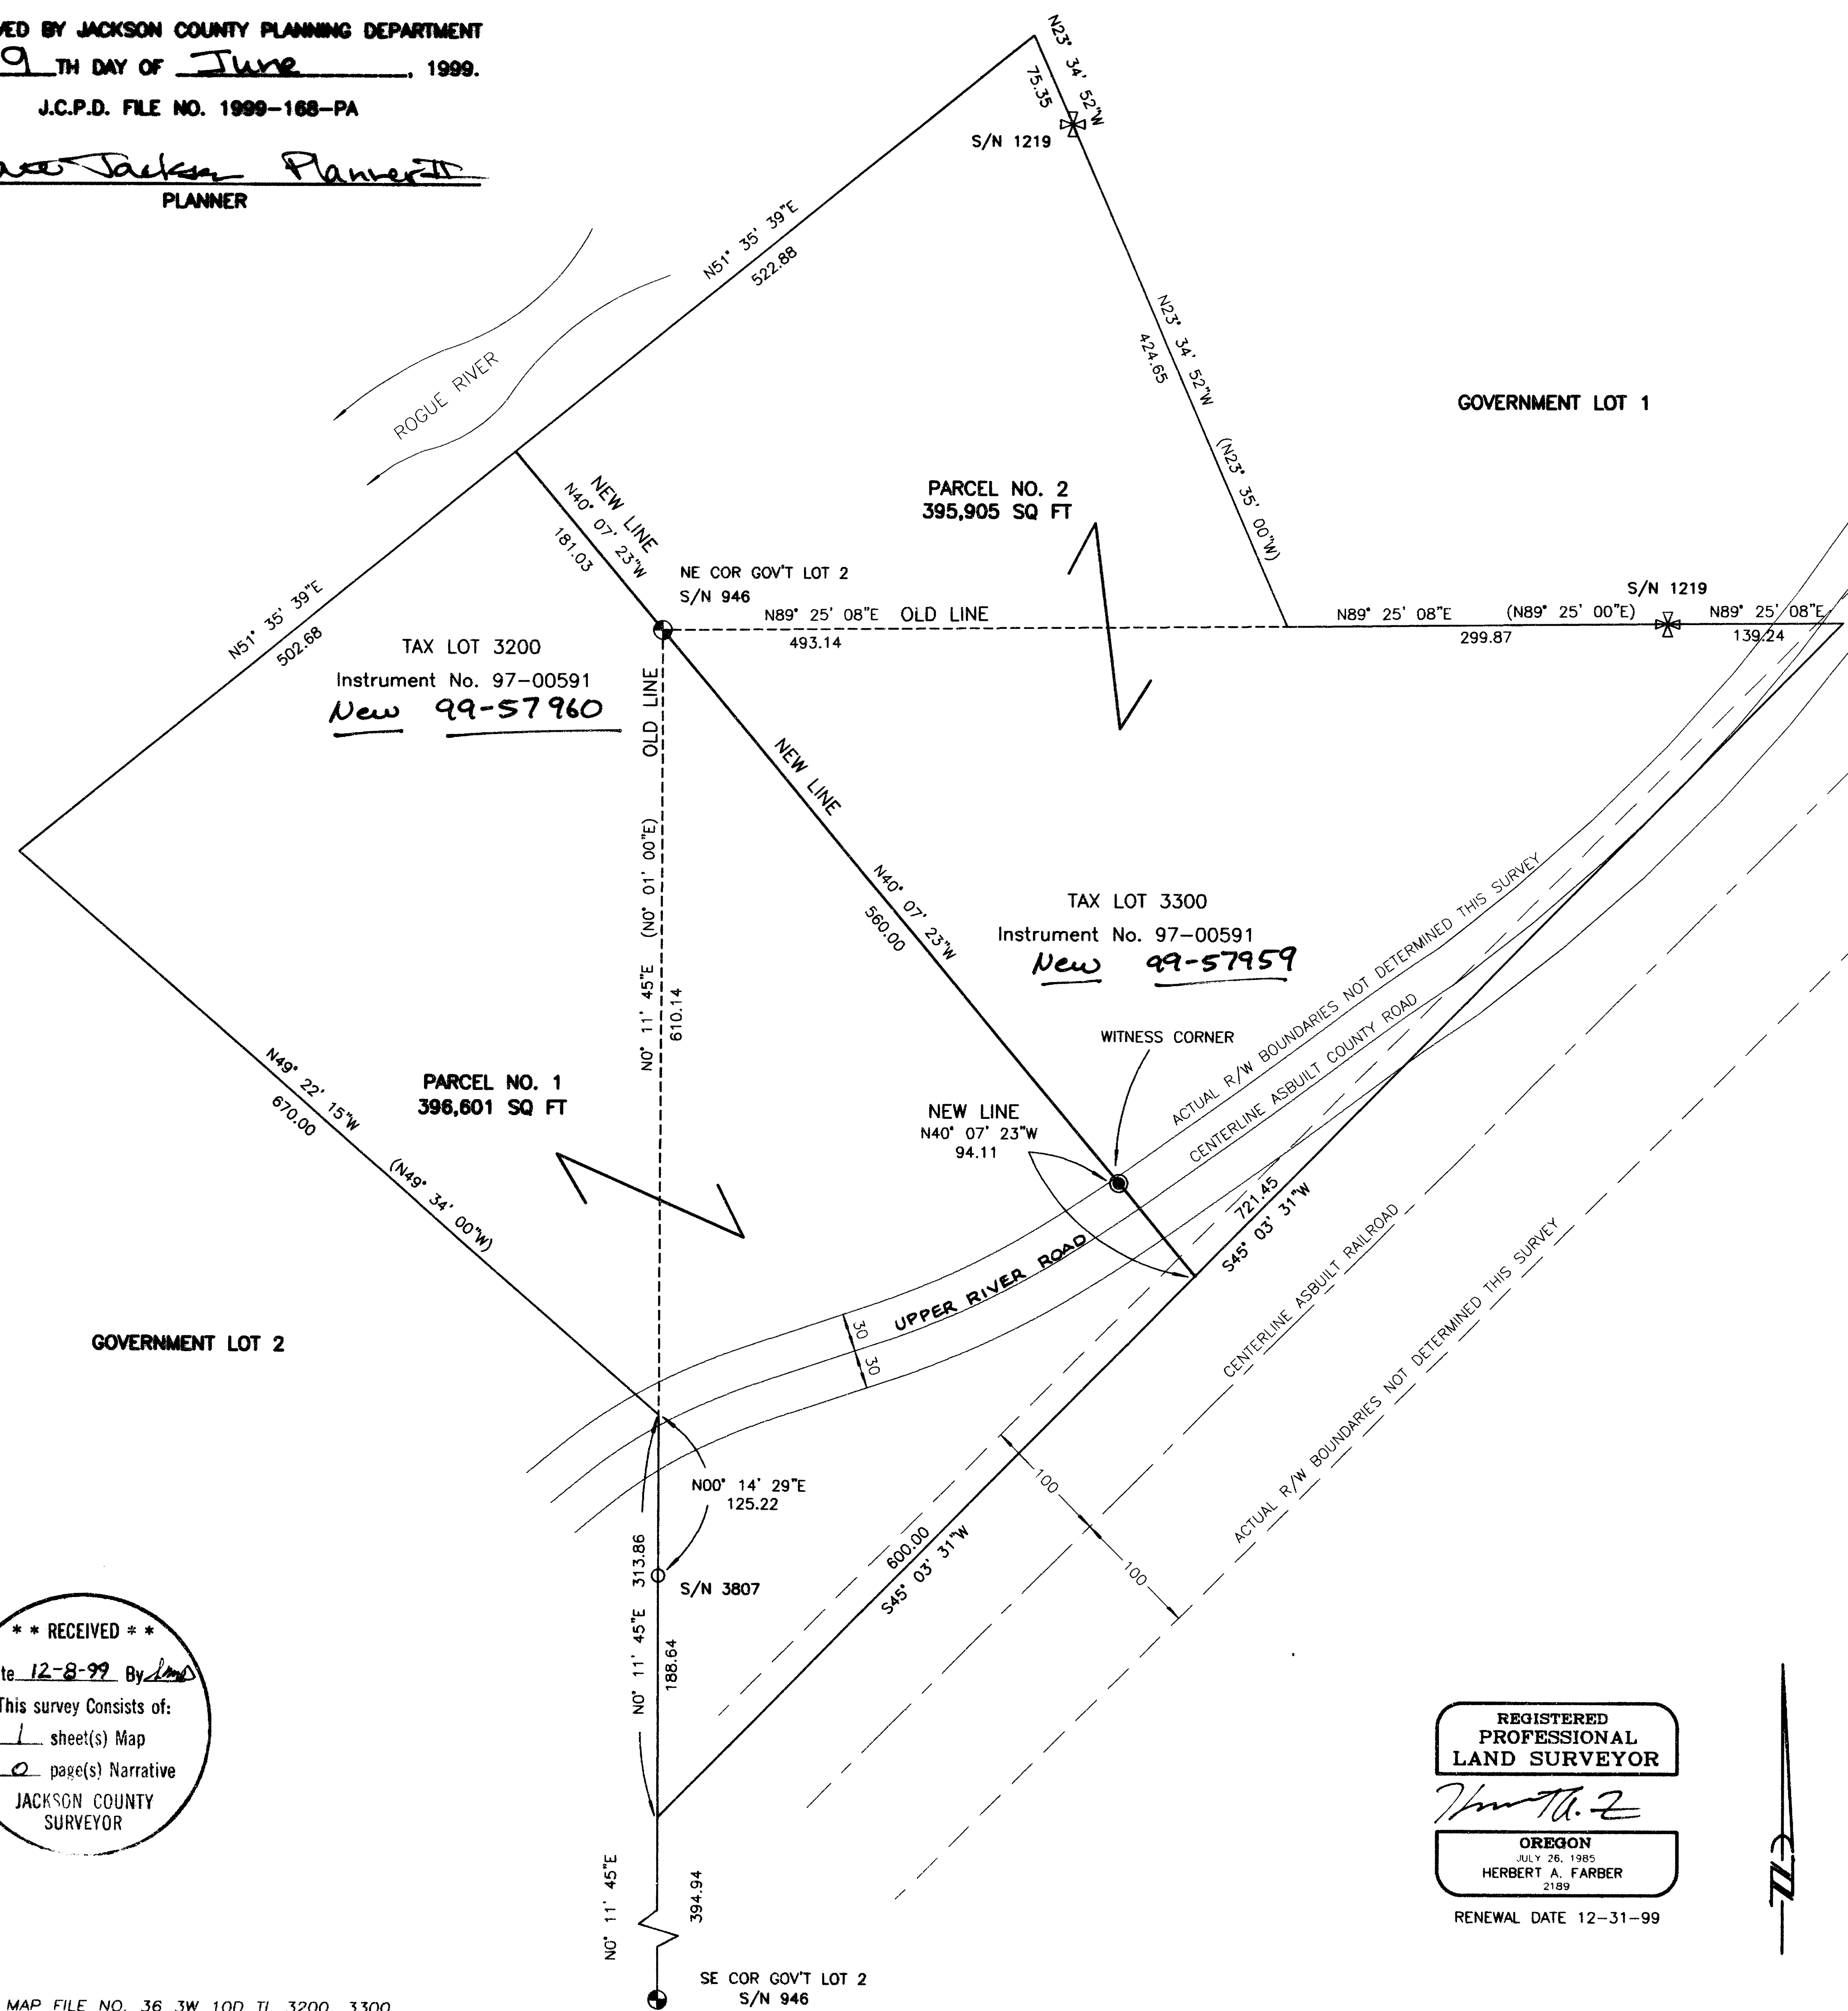 VED BY JACKSON COUNTY PLANNING DEPARTMENT
9 TH DAY OF June, 1999.
J.C.P.D. FILE NO. 1999-168-PA
Jackson Planner II
PLANNER
N23° 34' 52"W
75.35
S/N 1219
N51° 35' 39"E
522.88
ROGUE RIVER
N23° 34' 52"W
424.65
(N23° 35' 00"W)
GOVERNMENT LOT 1
PARCEL NO. 2
395,905 SQ FT
NEW LINE
N40° 07' 23"W
181.03
NE COR GOV'T LOT 2
S/N 946
N89° 25' 08"E OLD LINE
493.14
N89° 25' 08"E (N89° 25' 00"E)
299.87
S/N 1219
N89° 25' 08"E
139.24
N51° 35' 39"E
502.68
TAX LOT 3200
Instrument No. 97-00591
New 99-57960
OLD LINE
N0° 11' 45"E (N0° 01' 00"E)
610.14
NEW LINE
N40° 07' 23"W
560.00
TAX LOT 3300
Instrument No. 97-00591
New 99-57959
ACTUAL R/W BOUNDARIES NOT DETERMINED THIS SURVEY
CENTERLINE ASBUILT COUNTY ROAD
WITNESS CORNER
NEW LINE
N40° 07' 23"W
94.11
N49° 22' 15"W
670.00
(N49° 34' 00"W)
PARCEL NO. 1
396,601 SQ FT
721.45
S45° 03' 31"W
CENTERLINE ASBUILT RAILROAD
ACTUAL R/W BOUNDARIES NOT DETERMINED THIS SURVEY
UPPER RIVER ROAD
30
30
GOVERNMENT LOT 2
N00° 14' 29"E
125.22
100
100
600.00
S45° 03' 31"W
N0° 11' 45"E 313.86
S/N 3807
188.64
* * RECEIVED * *
te 12-8-99 By
This survey Consists of:
1 sheet(s) Map
0 page(s) Narrative
JACKSON COUNTY
SURVEYOR
REGISTERED
PROFESSIONAL
LAND SURVEYOR
OREGON
JULY 26, 1985
HERBERT A. FARBER
2189
RENEWAL DATE 12-31-99
N0° 11' 45"E
394.94
SE COR GOV'T LOT 2
S/N 946
MAP FILE NO. 36 3W 10D TL 3200, 3300